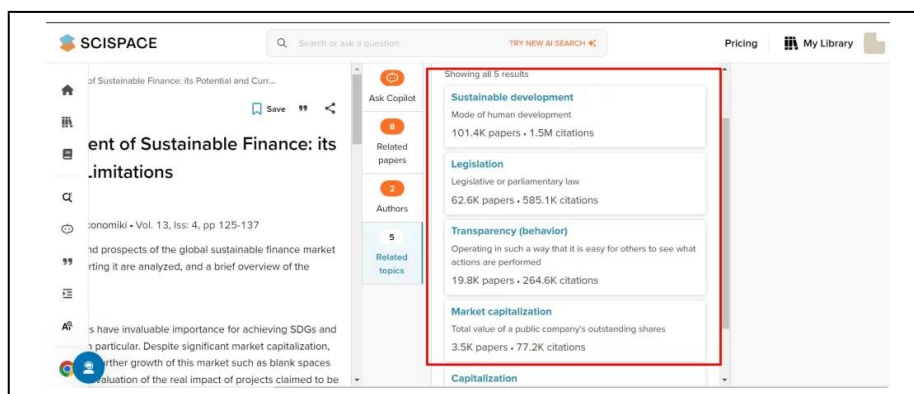 SCISPACE
Search or ask a question
TRY NEW AI SEARCH
Pricing
My Library
of Sustainable Finance: its Potential and Curr...
Save
ent of Sustainable Finance: its
Limitations
konomiki • Vol. 13, Iss: 4, pp 125-137
nd prospects of the global sustainable finance market
rting it are analyzed, and a brief overview of the
s have invaluable importance for achieving SDGs and
particular. Despite significant market capitalization,
rther growth of this market such as blank spaces
valuation of the real impact of projects claimed to be
Ask Copilot
8
Related
papers
2
Authors
5
Related
topics
Showing all 5 results
Sustainable development
Mode of human development
101.4K papers • 1.5M citations
Legislation
Legislative or parliamentary law
62.6K papers • 585.1K citations
Transparency (behavior)
Operating in such a way that it is easy for others to see what
actions are performed
19.8K papers • 264.6K citations
Market capitalization
Total value of a public company's outstanding shares
3.5K papers • 77.2K citations
Capitalization